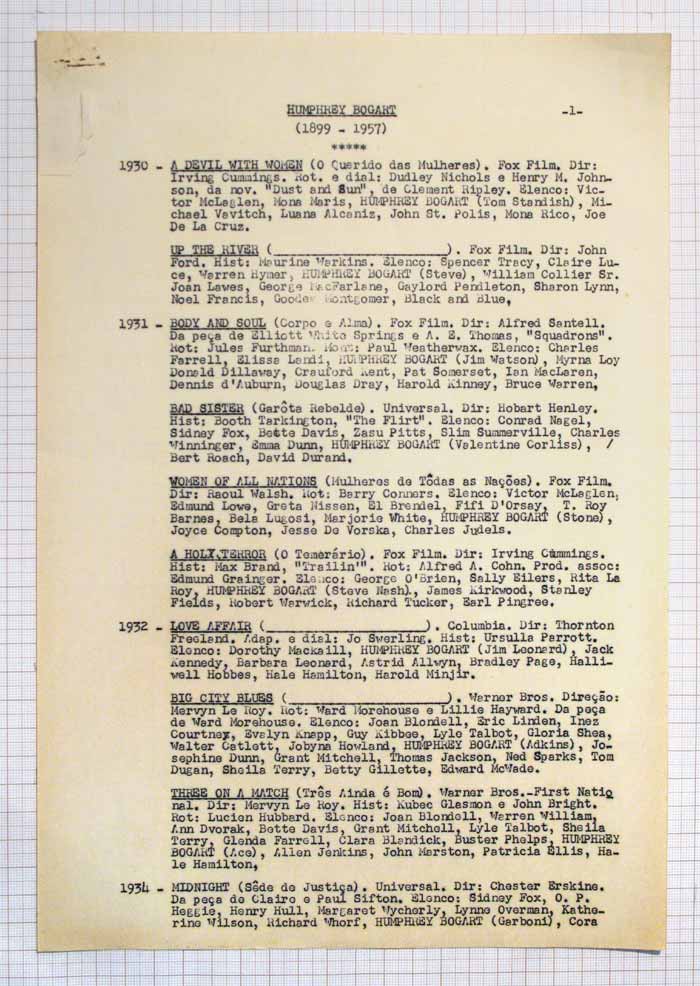 HUMPHREY BOGART -1-
(1899 - 1957)
*****
1930 - A DEVIL WITH WOMEN (O Querido das Mulheres). Fox Film. Dir:
Irving Cummings. Rot. e dial: Dudley Nichols e Henry M. John-
son, da nov. "Dust and Sun", de Clement Ripley. Elenco: Vic-
tor McLaglen, Mona Maris, HUMPHREY BOGART (Tom Standish), Mi-
chael Vavitch, Luana Alcaniz, John St. Polis, Mona Rico, Joe
De La Cruz.
UP THE RIVER (__________________). Fox Film. Dir: John
Ford. Hist: Maurine Warkins. Elenco: Spencer Tracy, Claire Lu-
ce, Warren Hymer, HUMPHREY BOGART (Steve), William Collier Sr.
Joan Lawes, George MacFarlane, Gaylord Pendleton, Sharon Lynn,
Noel Francis, Goodee Montgomer, Black and Blue,
1931 - BODY AND SOUL (Corpo e Alma). Fox Film. Dir: Alfred Santell.
Da peça de Elliott White Springs e A. E. Thomas, "Squadrons".
Rot: Jules Furthman. Mont: Paul Weatherwax. Elenco: Charles
Farrell, Elissa Landi, HUMPHREY BOGART (Jim Watson), Myrna Loy
Donald Dillaway, Crauford Kent, Pat Somerset, Ian MacLaren,
Dennis d'Auburn, Douglas Dray, Harold Kinney, Bruce Warren,
BAD SISTER (Garôta Rebelde). Universal. Dir: Hobart Henley.
Hist: Booth Tarkington, "The Flirt". Elenco: Conrad Nagel,
Sidney Fox, Bette Davis, Zasu Pitts, Slim Summerville, Charles
Winninger, Emma Dunn, HUMPHREY BOGART (Valentine Corliss), /
Bert Roach, David Durand.
WOMEN OF ALL NATIONS (Mulheres de Tôdas as Nações). Fox Film.
Dir: Raoul Walsh. Rot: Barry Conners. Elenco: Victor McLaglen,
Edmund Lowe, Greta Nissen, El Brendel, Fifi D'Orsay, T. Roy
Barnes, Bela Lugosi, Marjorie White, HUMPHREY BOGART (Stone),
Joyce Compton, Jesse De Vorska, Charles Judels.
A HOLY TERROR (O Temerário). Fox Film. Dir: Irving Cummings.
Hist: Max Brand, "Trailin'". Rot: Alfred A. Cohn. Prod. assoc:
Edmund Grainger. Elenco: George O'Brien, Sally Eilers, Rita La
Roy, HUMPHREY BOGART (Steve Nash), James Kirkwood, Stanley
Fields, Robert Warwick, Richard Tucker, Earl Pingree.
1932 - LOVE AFFAIR (__________________). Columbia. Dir: Thornton
Freeland. Adap. e dial: Jo Swerling. Hist: Ursulla Parrott.
Elenco: Dorothy Mackaill, HUMPHREY BOGART (Jim Leonard), Jack
Kennedy, Barbara Leonard, Astrid Allwyn, Bradley Page, Halli-
well Hobbes, Hale Hamilton, Harold Minjir.
BIG CITY BLUES (________________). Warner Bros. Direção:
Mervyn Le Roy. Rot: Ward Morehouse e Lillie Hayward. Da peça
de Ward Morehouse. Elenco: Joan Blondell, Eric Linden, Inez
Courtney, Evalyn Knapp, Guy Kibbee, Lyle Talbot, Gloria Shea,
Walter Catlett, Jobyna Howland, HUMPHREY BOGART (Adkins), Jo-
sephine Dunn, Grant Mitchell, Thomas Jackson, Ned Sparks, Tom
Dugan, Sheila Terry, Betty Gillette, Edward McWade.
THREE ON A MATCH (Três Ainda é Bom). Warner Bros.-First Natio
nal. Dir: Mervyn Le Roy. Hist: Kubec Glasmon e John Bright.
Rot: Lucien Hubbard. Elenco: Joan Blondell, Warren William,
Ann Dvorak, Bette Davis, Grant Mitchell, Lyle Talbot, Sheila
Terry, Glenda Farrell, Clara Blandick, Buster Phelps, HUMPHREY
BOGART (Ace), Allen Jenkins, John Marston, Patricia Ellis, Ha-
le Hamilton,
1934 - MIDNIGHT (Sêde de Justiça). Universal. Dir: Chester Erskine.
Da peça de Claire e Paul Sifton. Elenco: Sidney Fox, O. P.
Heggie, Henry Hull, Margaret Wycherly, Lynne Overman, Kathe-
rine Wilson, Richard Whorf, HUMPHREY BOGART (Garboni), Cora